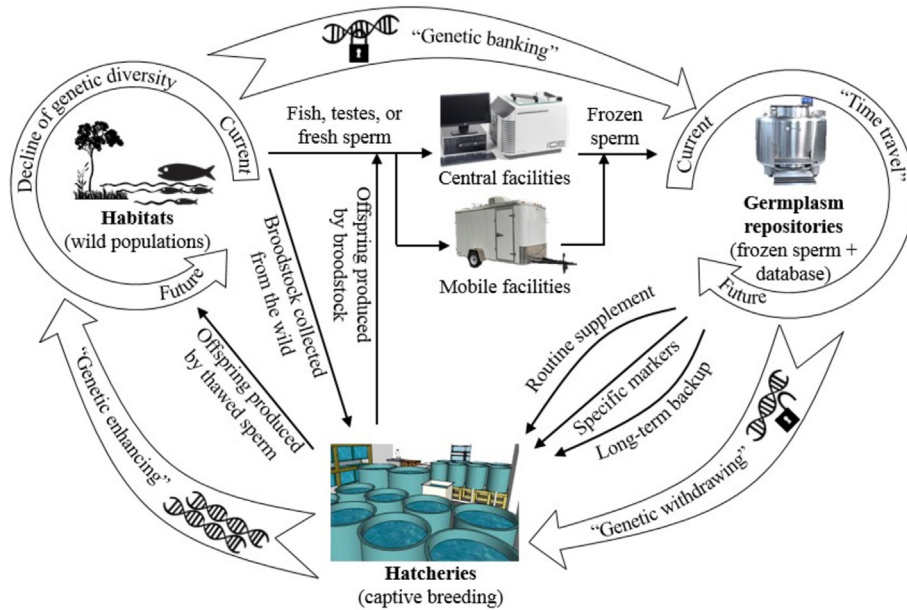 “Genetic banking”
Decline of genetic diversity
Current
Habitats
(wild populations)
Future
Fish, testes, or
fresh sperm
Central facilities
Mobile facilities
Frozen
sperm
Current
“Time travel”
Germplasm
repositories
(frozen sperm +
database)
Future
Broodstock collected
from the wild
Offspring produced
by broodstock
Offspring produced
by thawed sperm
Routine supplement
Specific markers
Long-term backup
“Genetic enhancing”
“Genetic withdrawing”
Hatcheries
(captive breeding)